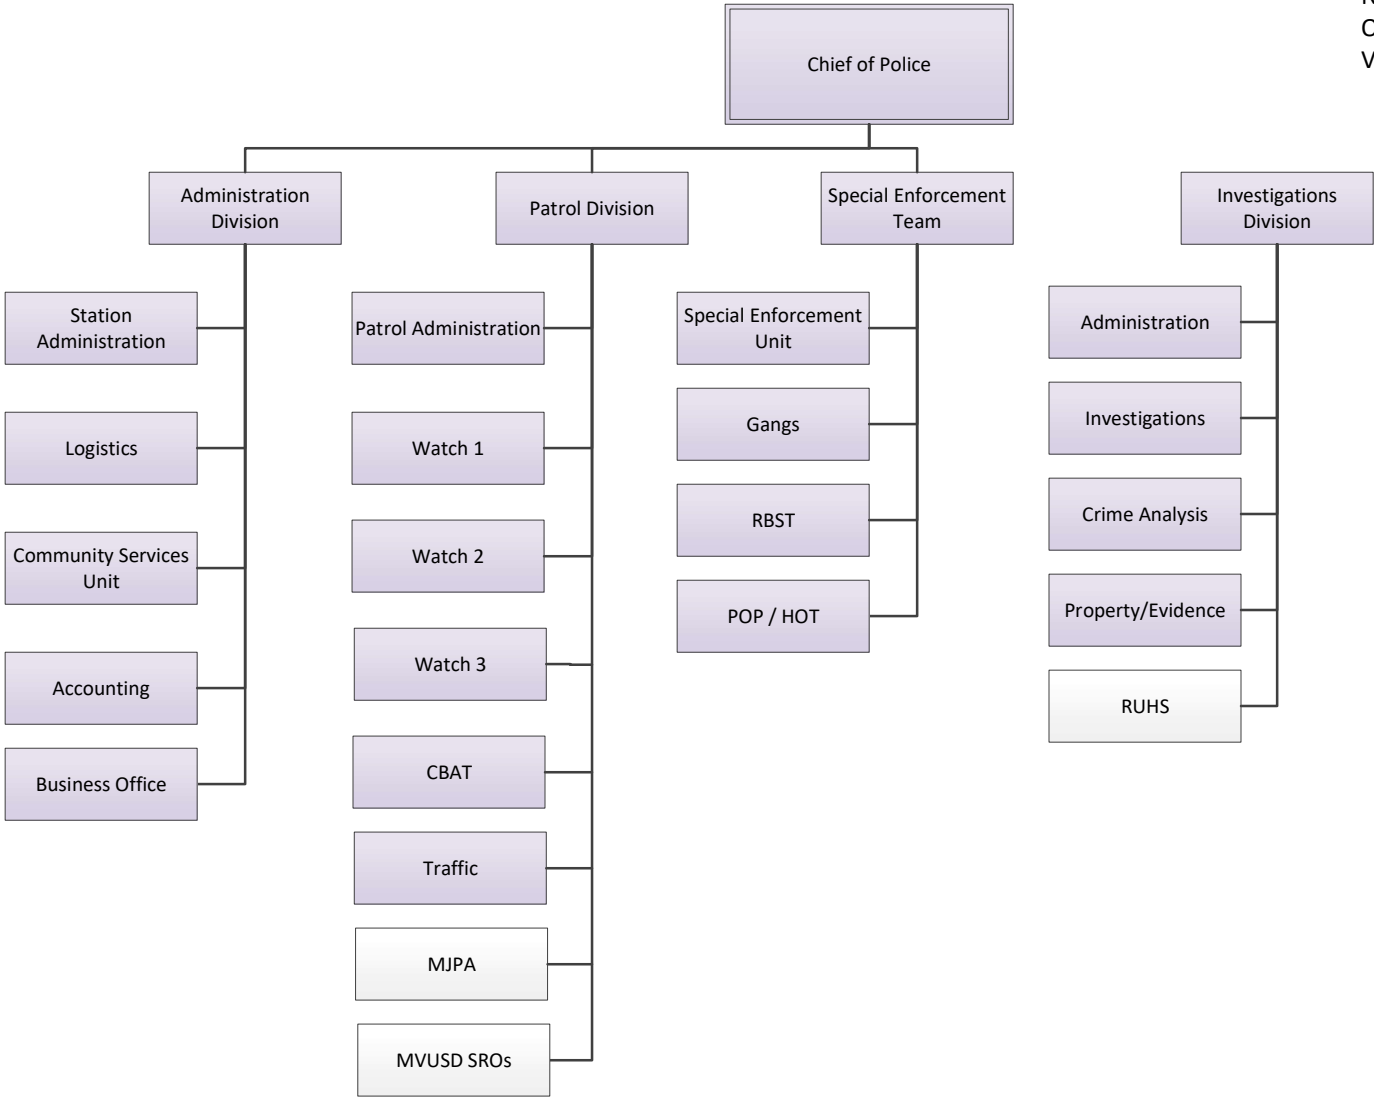 Chief of Police
Administration
Division
Patrol Division
Special Enforcement
Team
Investigations
Division
Station
Administration
Logistics
Community Services
Unit
Accounting
Business Office
Patrol Administration
Watch 1
Watch 2
Watch 3
CBAT
Traffic
MJPA
MVUSD SROs
Special Enforcement
Unit
Gangs
RBST
POP / HOT
Administration
Investigations
Crime Analysis
Property/Evidence
RUHS